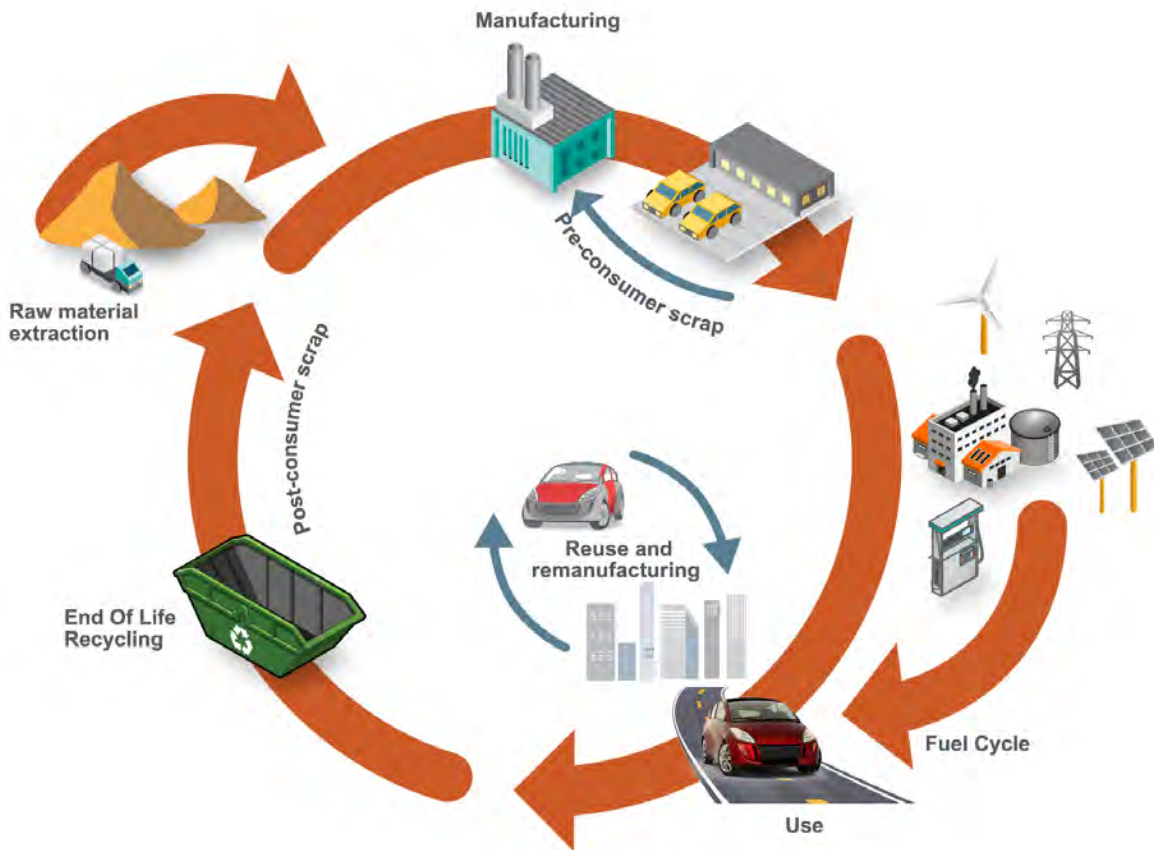 Manufacturing
Pre-consumer scrap
Raw material
extraction
Post-consumer scrap
Reuse and
remanufacturing
End Of Life
Recycling
Fuel Cycle
Use